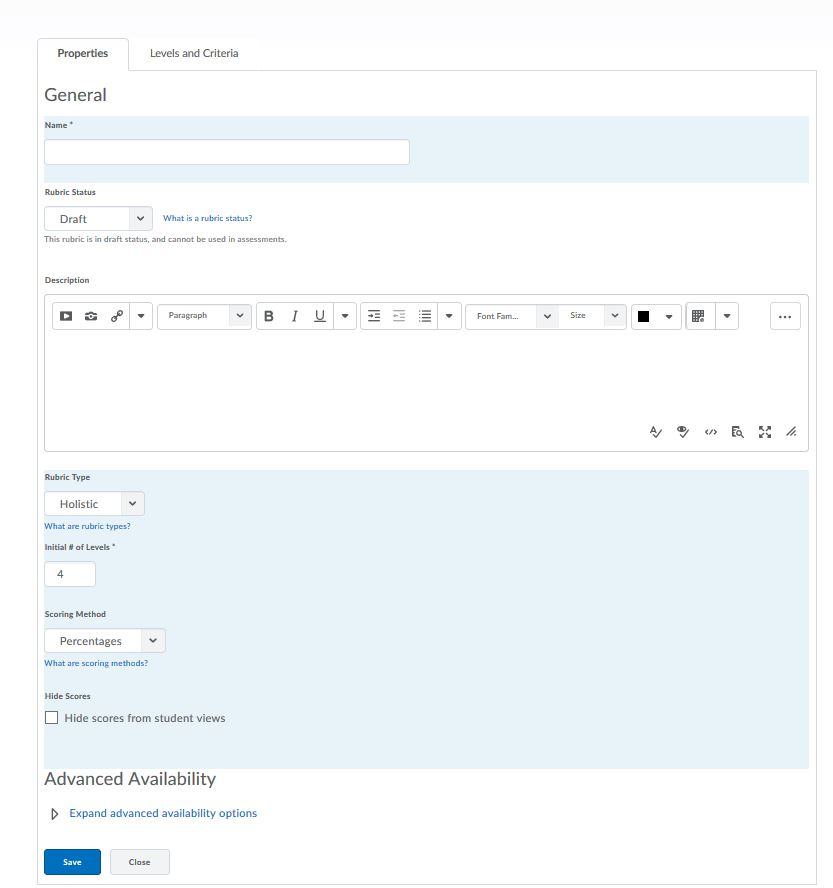 Properties Levels and Criteria
General
Name *
Rubric Status
Draft What is a rubric status?
This rubric is in draft status, and cannot be used in assessments.
Description
Paragraph B I U Font Fam... Size ...
A </>
Rubric Type
Holistic
What are rubric types?
Initial # of Levels *
4
Scoring Method
Percentages
What are scoring methods?
Hide Scores
Hide scores from student views
Advanced Availability
Expand advanced availability options
Save Close